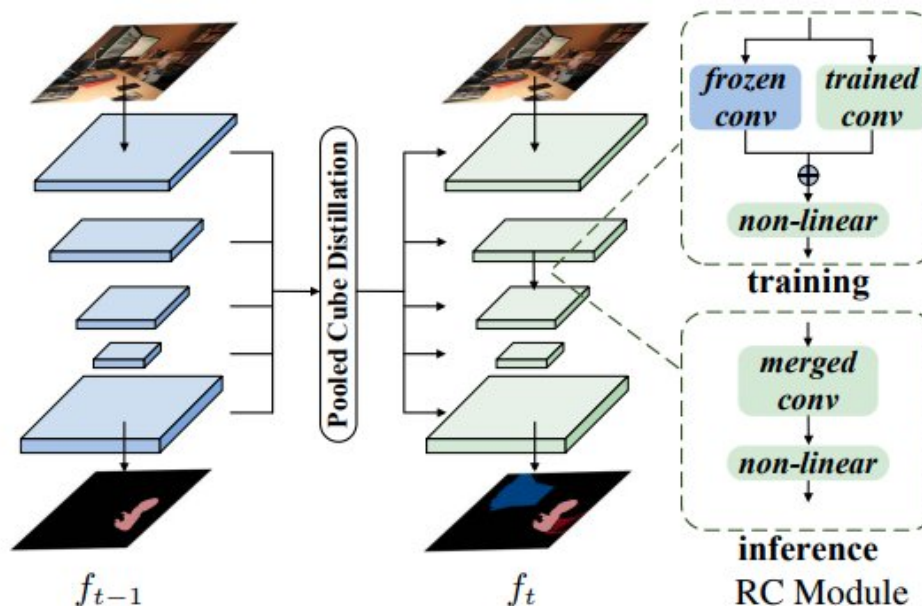 Pooled Cube Distillation
frozen
conv
trained
conv
non-linear
training
merged
conv
non-linear
inference
RC Module
f_{t−1}
f_t